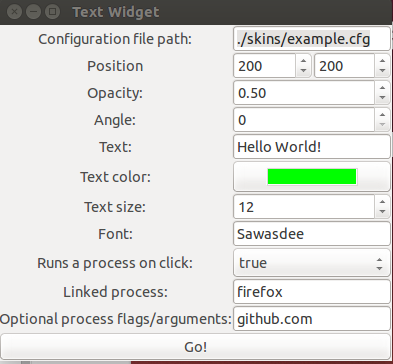 Text Widget
Configuration file path: ./skins/example.cfg
Position 200 200
Opacity: 0.50
Angle: 0
Text: Hello World!
Text color:
Text size: 12
Font: Sawasdee
Runs a process on click: true
Linked process: firefox
Optional process flags/arguments: github.com
Go!